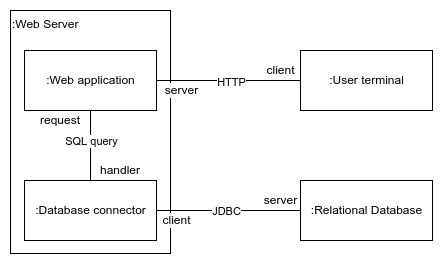 :Web Server
:Web application
server
HTTP
client
:User terminal
request
SQL query
handler
:Database connector
client
JDBC
server
:Relational Database